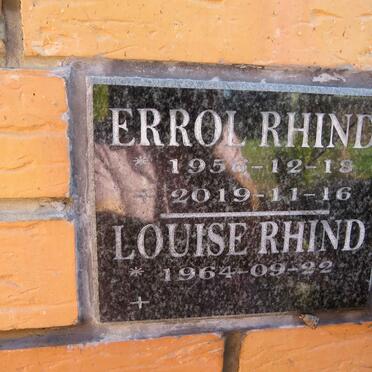 ERROL RHIND
* 1956-12-18
2019-11-16
LOUISE RHIND
* 1964-09-22